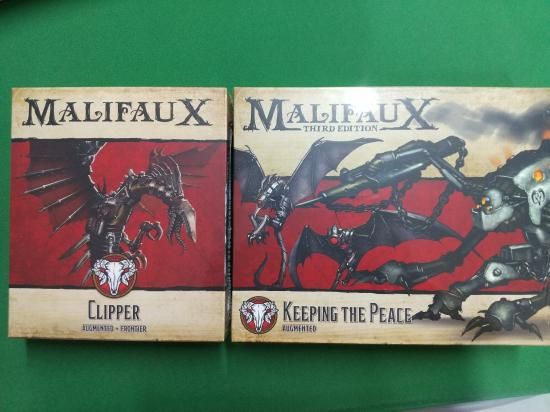 MALIFAUX
CLIPPER
AUGMENTED • FRONTIER
MALIFAUX
THIRD EDITION
KEEPING THE PEACE
AUGMENTED